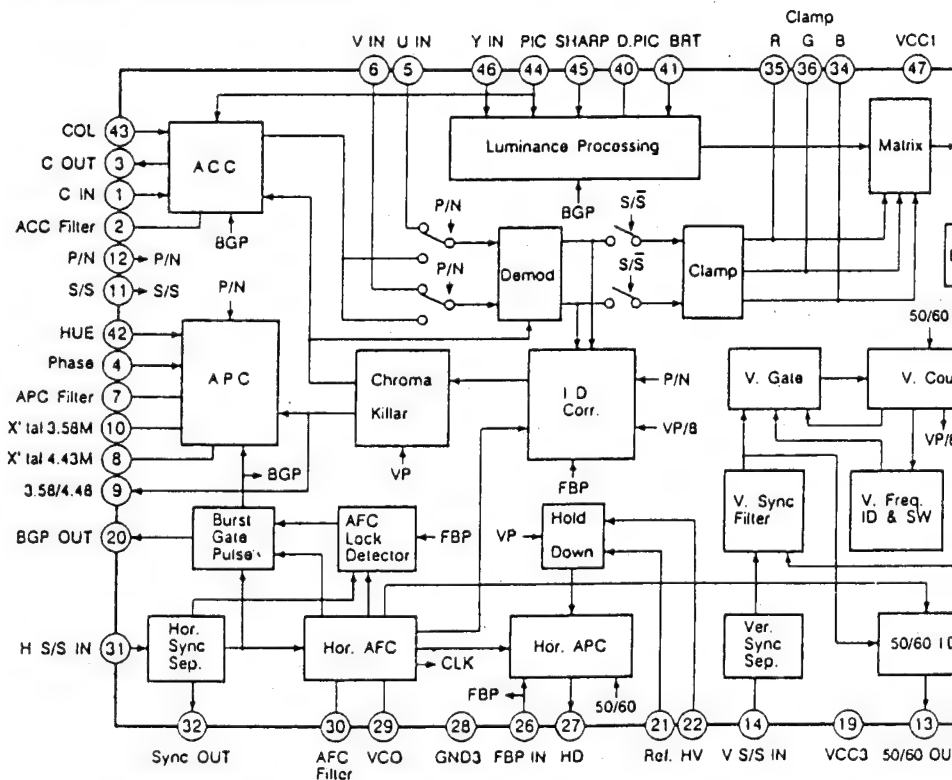 Clamp
V IN U IN Y IN PIC SHARP D.PIC BRT R G B VCC1
6 5 46 44 45 40 41 35 36 34 47
COL 43
C OUT 3
C IN 1
ACC Filter 2
P/N 12 P/N
S/S 11 S/S
HUE 42
Phase 4
APC Filter 7
X'tal 3.58M 10
X'tal 4.43M 8
3.58/4.48 9
BGP OUT 20
H S/S IN 31
ACC
BGP
Luminance Processing
BGP
Matrix
P/N
P/N
Demod
S/S̅
S/S̅
Clamp
P/N
APC
BGP
Chroma
Killar
VP
ID
Corr.
P/N
VP/8
FBP
50/60
V. Gate
V. Cou
VP/8
V. Sync
Filter
V. Freq.
ID & SW
Burst
Gate
Pulse
AFC
Lock
Detector
FBP
VP
Hold
Down
Hor.
Sync
Sep.
Hor. AFC
CLK
Hor. APC
FBP
50/60
Ver.
Sync
Sep.
50/60 ID
32 30 29 28 26 27 21 22 14 19 13
Sync OUT AFC Filter VCO GND3 FBP IN HD Ref. HV V S/S IN VCC3 50/60 OU